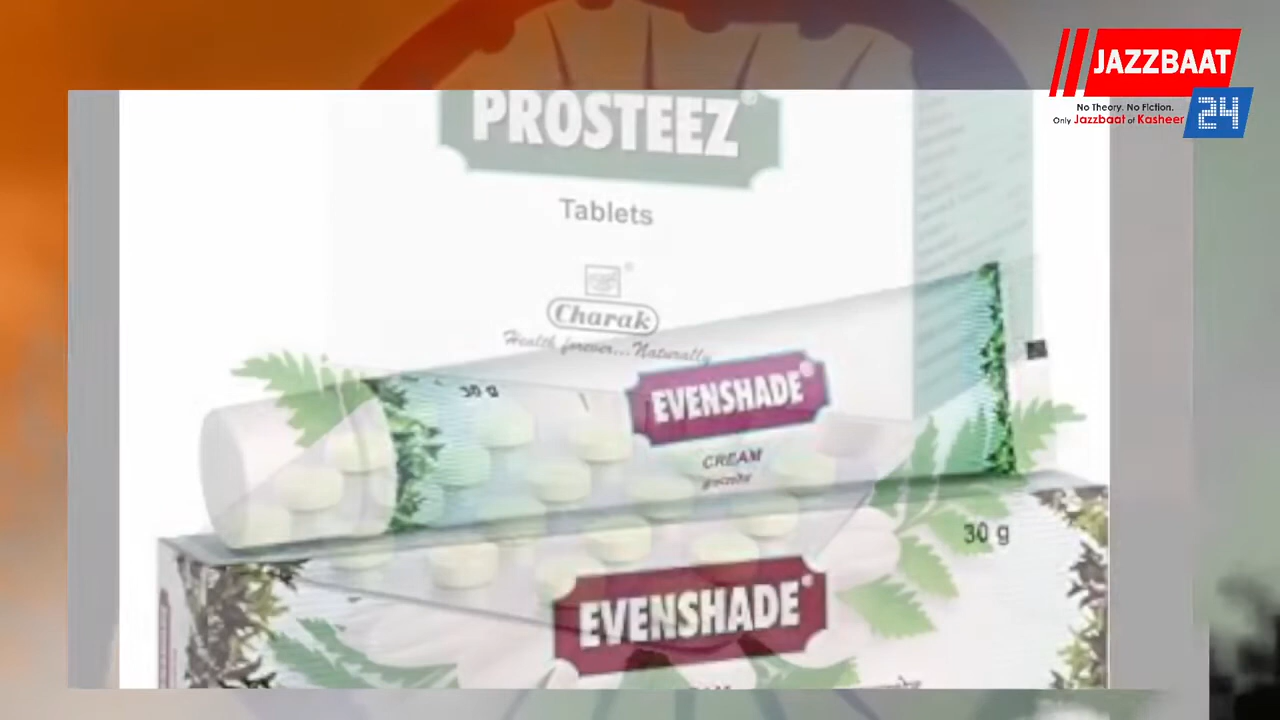 JAZZBAAT
No Theory. No Fiction.
Only Jazzbaat of Kasheer
24
PROSTEEZ®
Tablets
Charak
Health forever...Naturally
30 g
EVENSHADE®
CREAM
30 g
EVENSHADE®